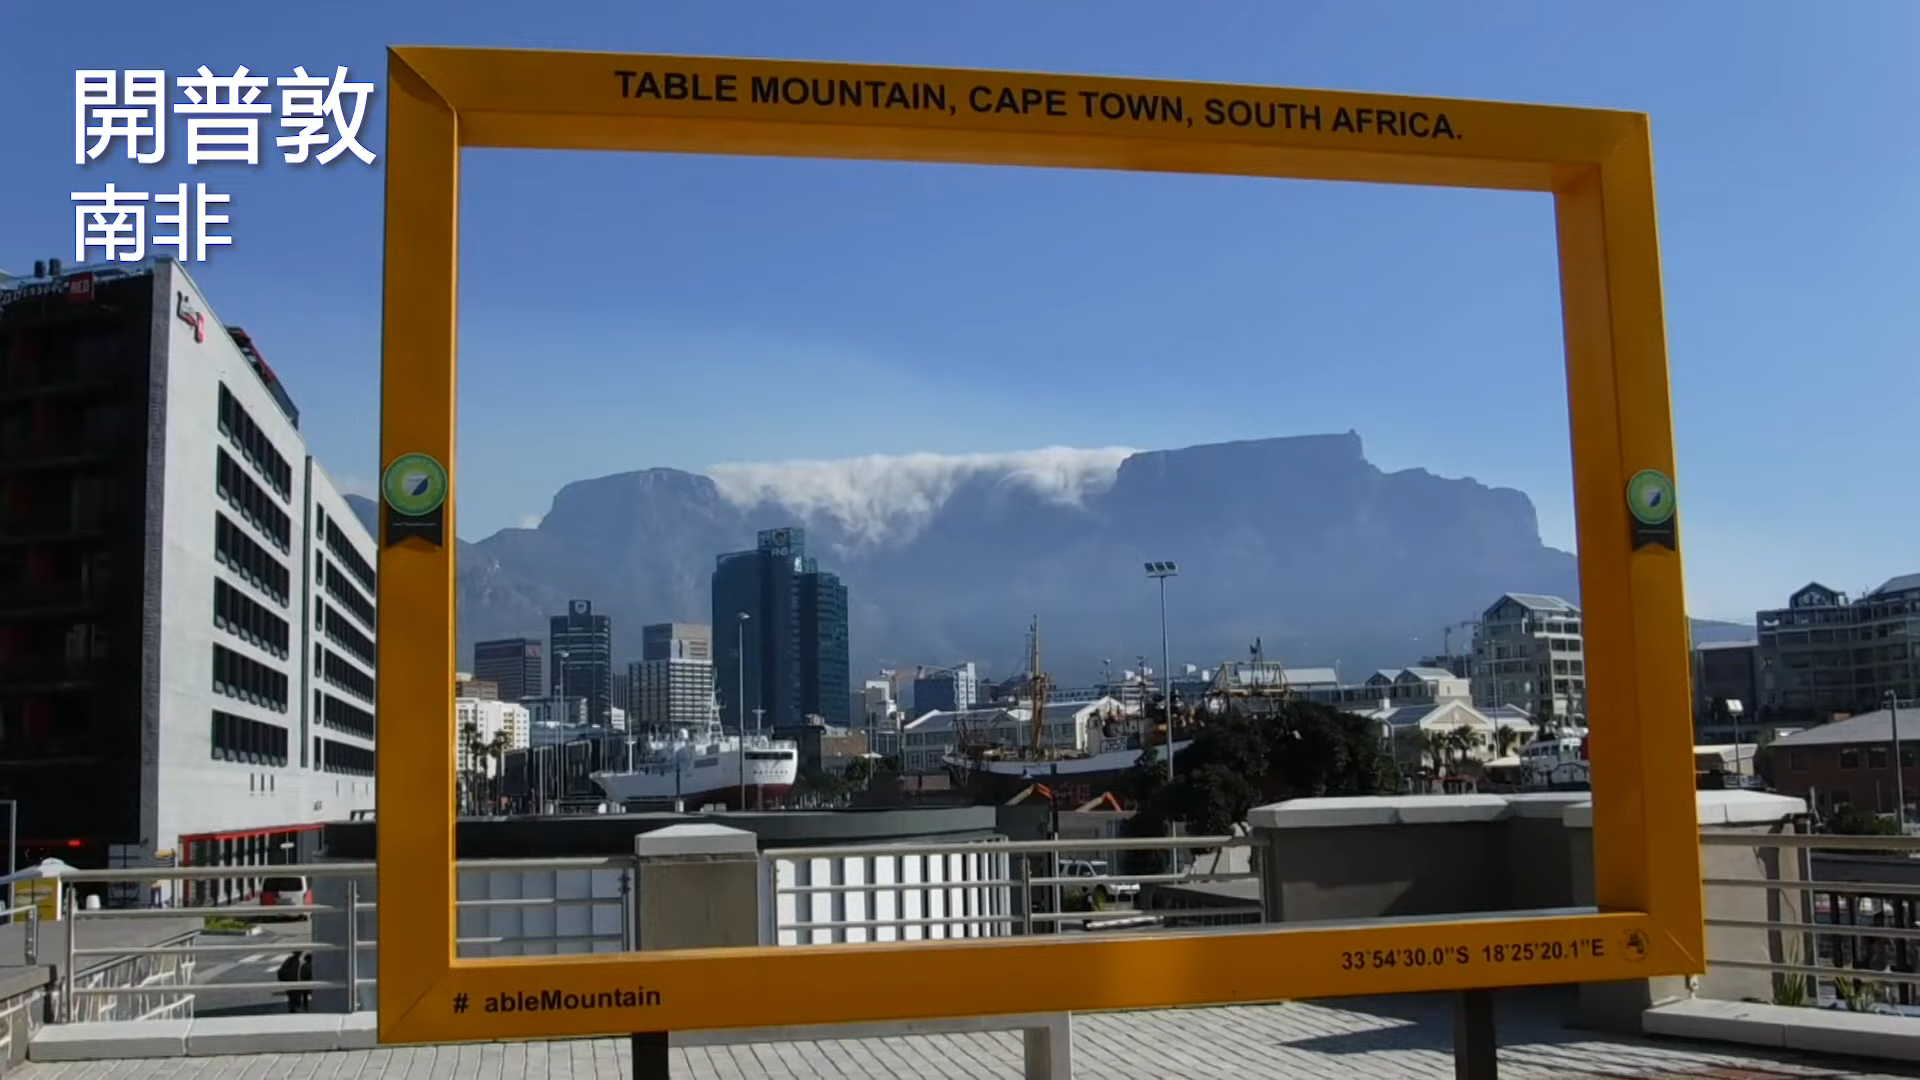 開普敦
南非
TABLE MOUNTAIN, CAPE TOWN, SOUTH AFRICA.
RED
33°54'30.0"S 18°25'20.1"E
# ableMountain